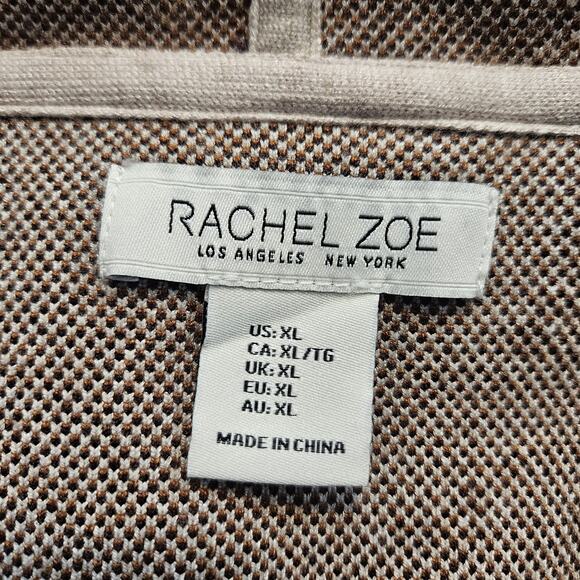 RACHEL ZOE
LOS ANGELES NEW YORK
US: XL
CA: XL/TG
UK: XL
EU: XL
AU: XL
MADE IN CHINA